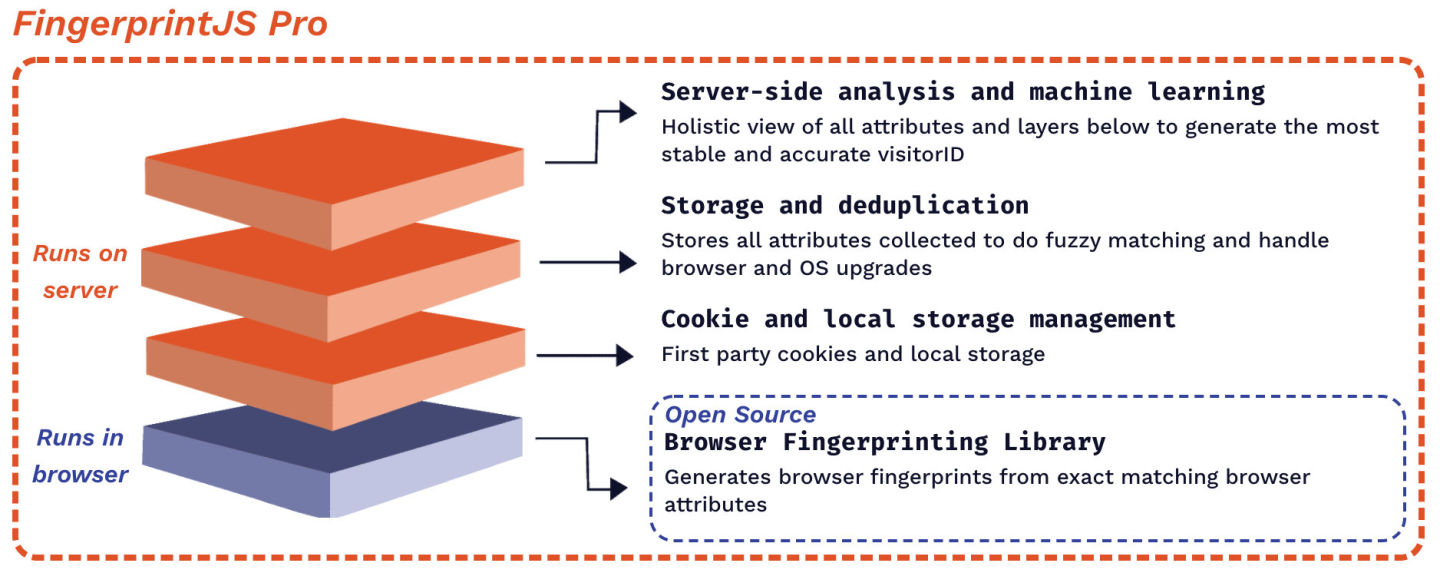 FingerprintJS Pro
Server-side analysis and machine learning
Holistic view of all attributes and layers below to generate the most
stable and accurate visitorID
Storage and deduplication
Stores all attributes collected to do fuzzy matching and handle
browser and OS upgrades
Runs on
server
Cookie and local storage management
First party cookies and local storage
Runs in
browser
Open Source
Browser Fingerprinting Library
Generates browser fingerprints from exact matching browser
attributes